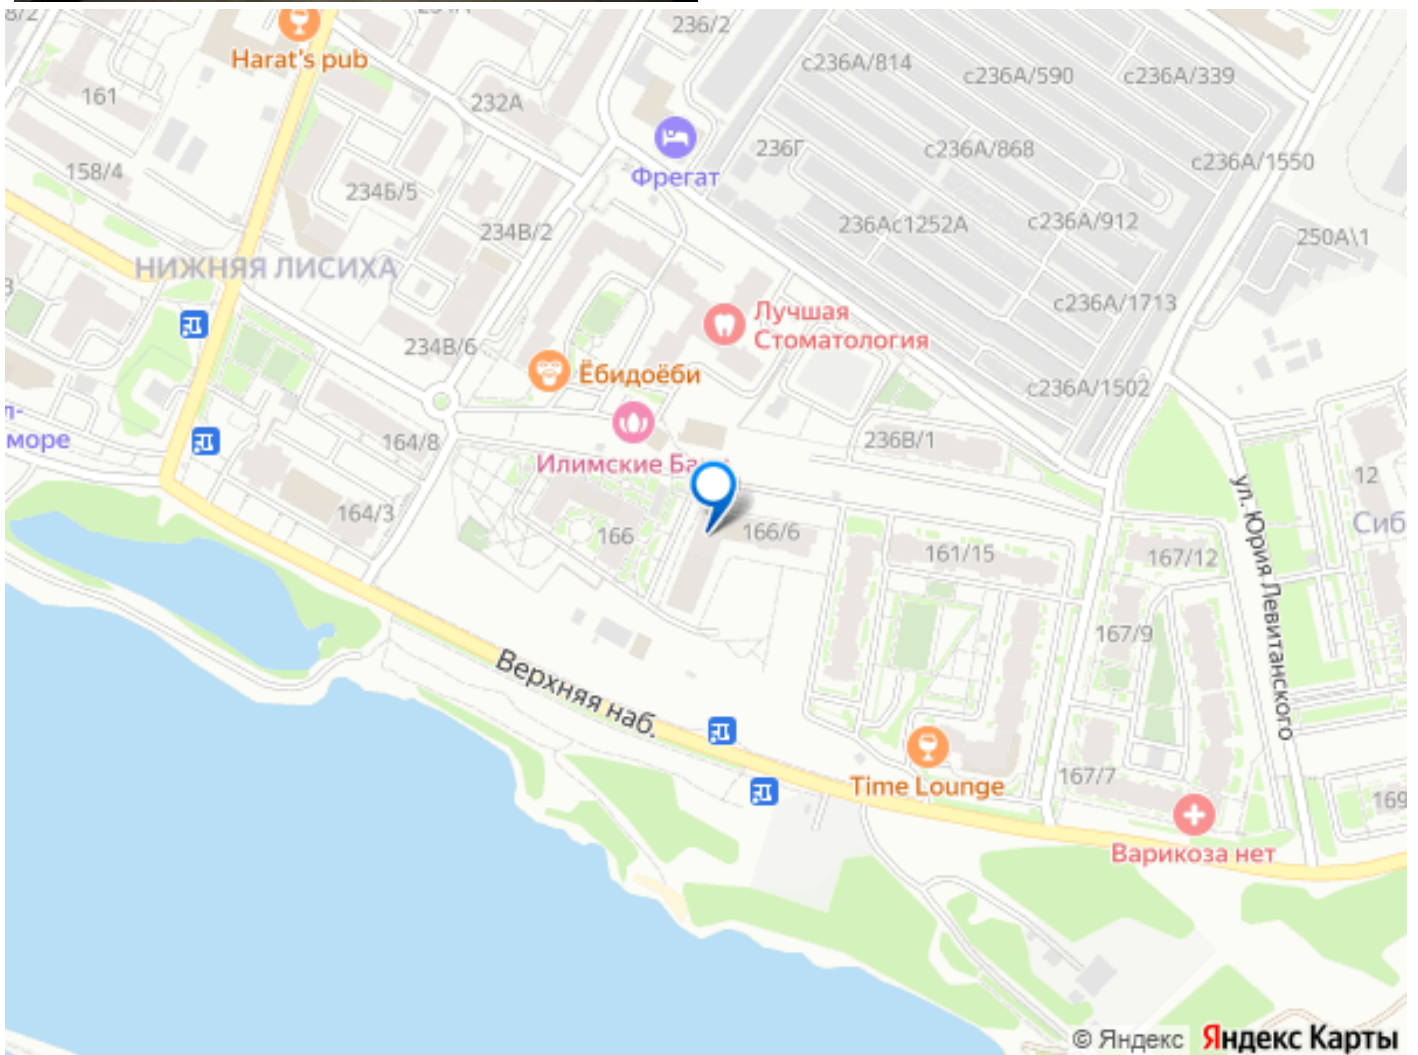 236/2
Harat's pub
с236А/814
с236А/590
с236А/339
161
232А
236Г
с236А/868
с236А/1550
158/4
234Б/5
Фрегат
234В/2
236Ас1252А
с236А/912
250А\1
НИЖНЯЯ ЛИСИХА
Лучшая
Стоматология
с236А/1713
234В/6
Ёбидоёби
с236А/1502
море
164/8
236В/1
Илимские
12
ул. Юрия Левитанского
164/3
166
166/6
161/15
167/12
Сиб
167/9
Верхняя наб.
Time Lounge
167/7
169
Варикоза нет
© Яндекс Яндекс Карты